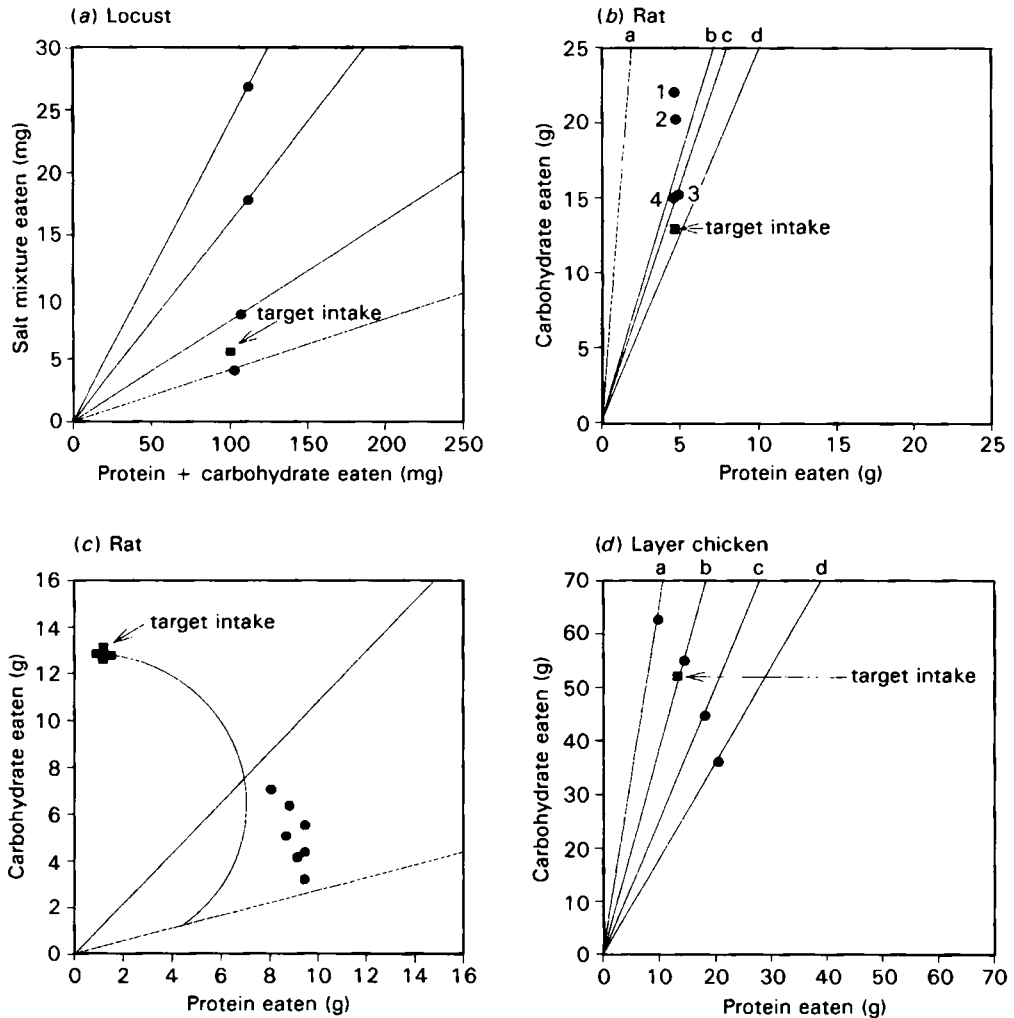 (a) Locust
30
25
20
15
10
5
0
Salt mixture eaten (mg)
target intake
0 50 100 150 200 250
Protein + carbohydrate eaten (mg)
(b) Rat
a b c d
25
20
15
10
5
0
Carbohydrate eaten (g)
1
2
4 3
target intake
0 5 10 15 20 25
Protein eaten (g)
(c) Rat
16
14
12
10
8
6
4
2
0
Carbohydrate eaten (g)
target intake
0 2 4 6 8 10 12 14 16
Protein eaten (g)
(d) Layer chicken
a b c d
70
60
50
40
30
20
10
0
Carbohydrate eaten (g)
target intake
0 10 20 30 40 50 60 70
Protein eaten (g)